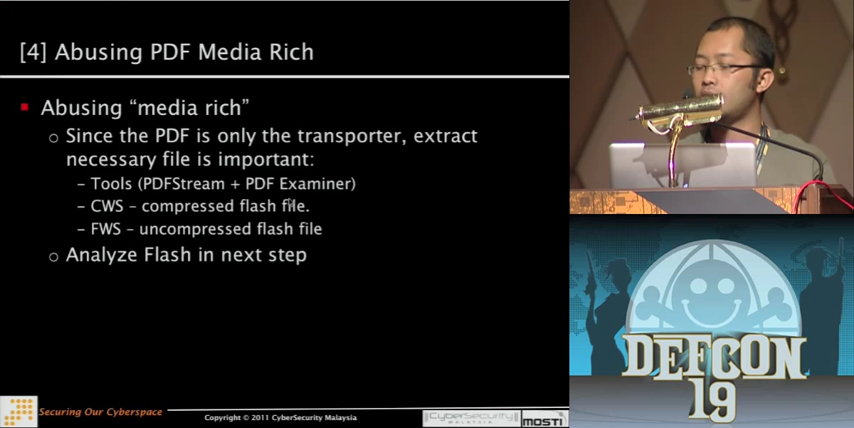 [4] Abusing PDF Media Rich
Abusing “media rich”
Since the PDF is only the transporter, extract
necessary file is important:
– Tools (PDFStream + PDF Examiner)
– CWS – compressed flash file.
– FWS – uncompressed flash file
Analyze Flash in next step
Securing Our Cyberspace
Copyright © 2011 CyberSecurity Malaysia
CyberSecurity
MALAYSIA
MOSTI
DEFCON
19